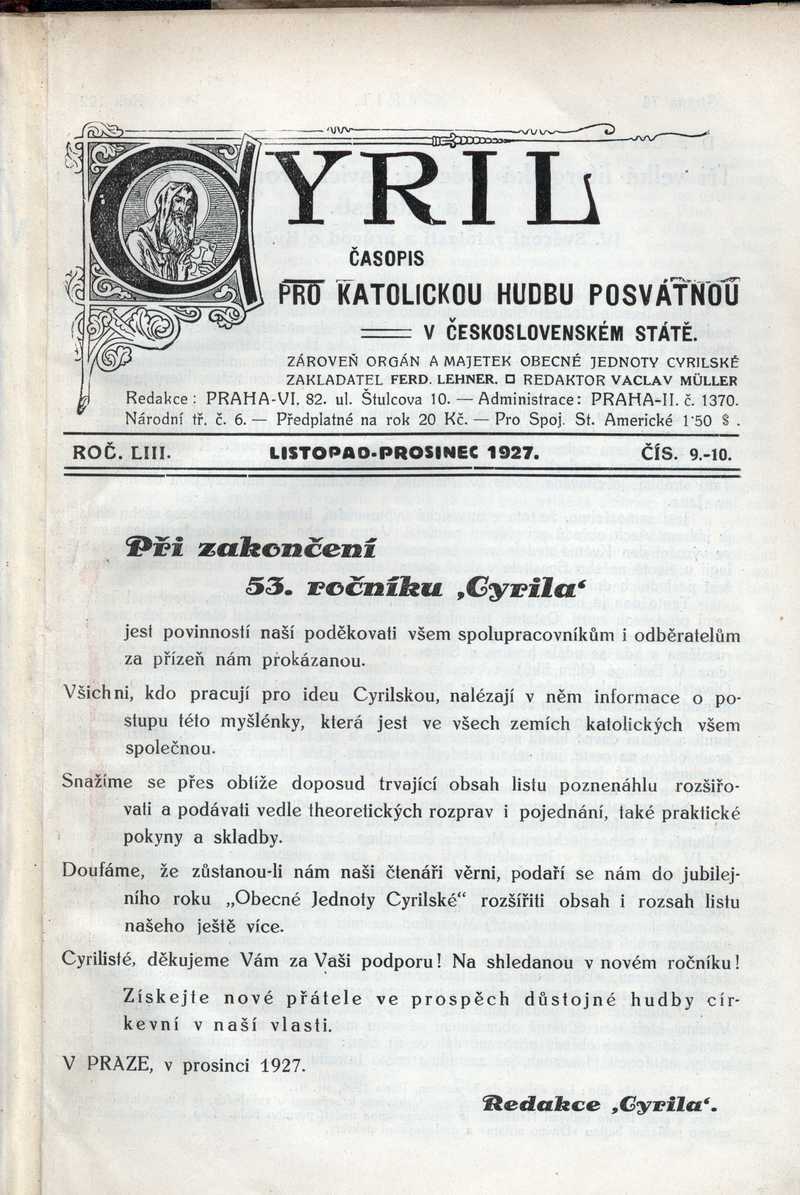 CYRIL
ČASOPIS
PRO KATOLICKOU HUDBU POSVÁTNOU
V ČESKOSLOVENSKÉM STÁTĚ.
ZÁROVEŇ ORGÁN A MAJETEK OBECNÉ JEDNOTY CYRILSKÉ
ZAKLADATEL FERD. LEHNER. □ REDAKTOR VACLAV MÜLLER
Redakce: PRAHA-VI. 82. ul. Štulcova 10. — Administrace: PRAHA-II. č. 1370.
Národní tř. č. 6. — Předplatné na rok 20 Kč. — Pro Spoj. St. Americké 1·50 $ .
ROČ. LIII. LISTOPAD-PROSINEC 1927. ČÍS. 9.-10.
Při zakončení
53. ročníku ‚Cyrila‘
jest povinností naší poděkovati všem spolupracovníkům i odběratelům
za přízeň nám prokázanou.
Všichni, kdo pracují pro ideu Cyrilskou, nalézají v něm informace o po-
stupu této myšlénky, která jest ve všech zemích katolických všem
společnou.
Snažíme se přes obtíže doposud trvající obsah listu poznenáhlu rozšiřo-
vati a podávati vedle theoretických rozprav i pojednání, také praktické
pokyny a skladby.
Doufáme, že zůstanou-li nám naši čtenáři věrni, podaří se nám do jubilej-
ního roku „Obecné Jednoty Cyrilské“ rozšířiti obsah i rozsah listu
našeho ještě více.
Cyrilisté, děkujeme Vám za Vaši podporu! Na shledanou v novém ročníku!
Získejte nové přátele ve prospěch důstojné hudby cír-
kevní v naší vlasti.
V PRAZE, v prosinci 1927.
Redakce ‚Cyrila‘.